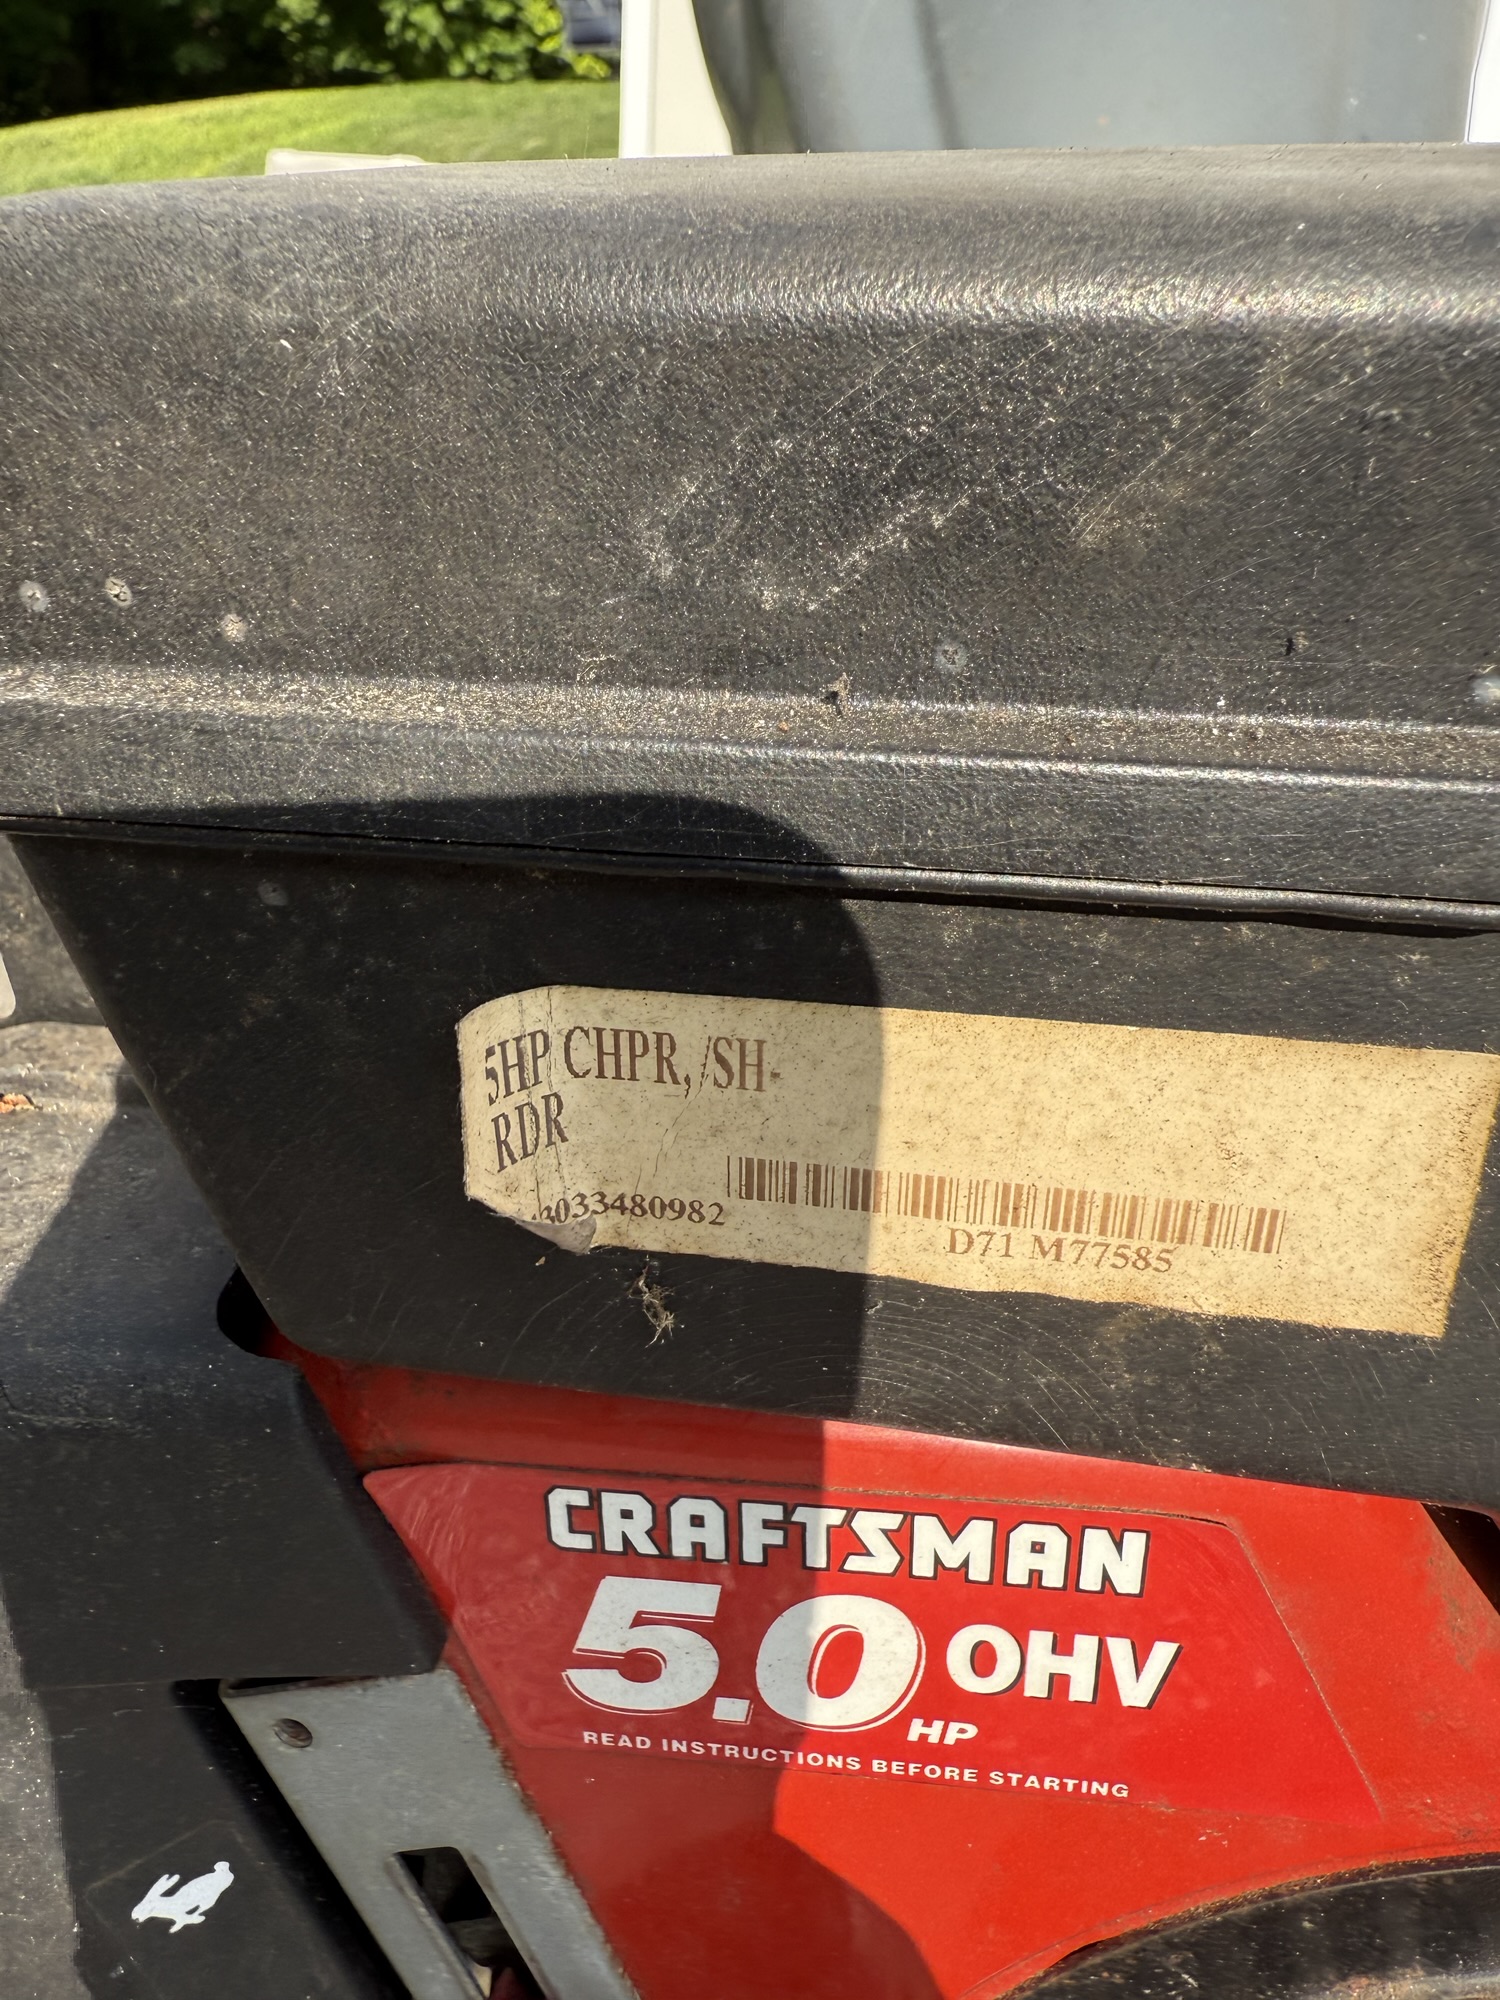 5HP CHPR, /SH-
RDR
3033480982
D71 M77585
CRAFTSMAN
5.0 OHV
HP
READ INSTRUCTIONS BEFORE STARTING